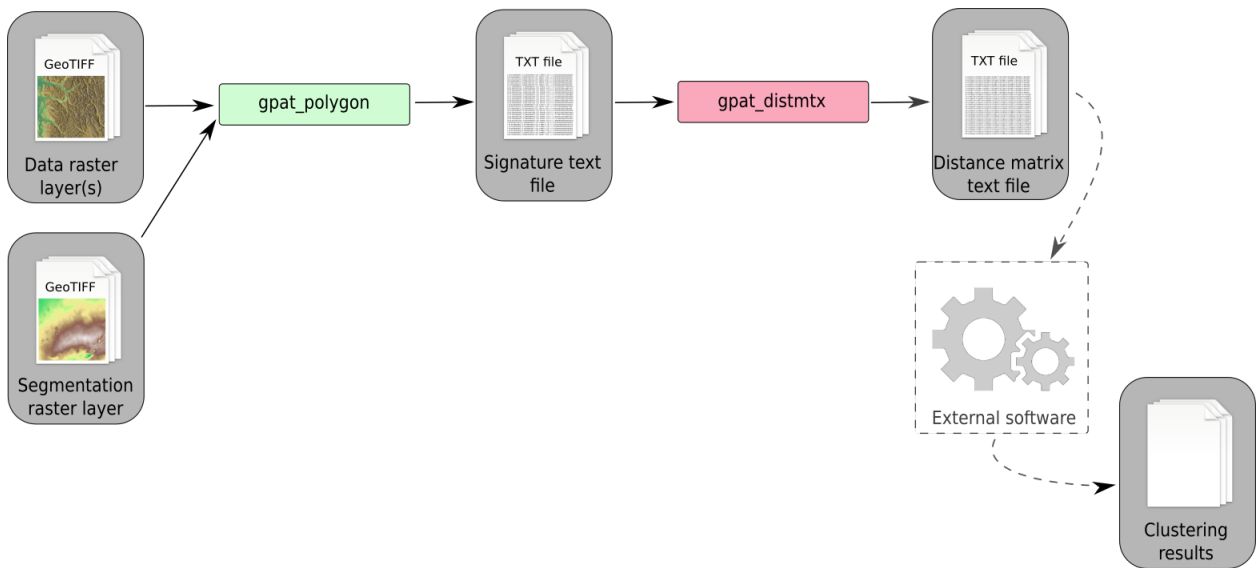 GeoTIFF
Data raster
layer(s)
gpat_polygon
TXT file
Signature text
file
gpat_distmtx
TXT file
Distance matrix
text file
GeoTIFF
Segmentation
raster layer
External software
Clustering
results